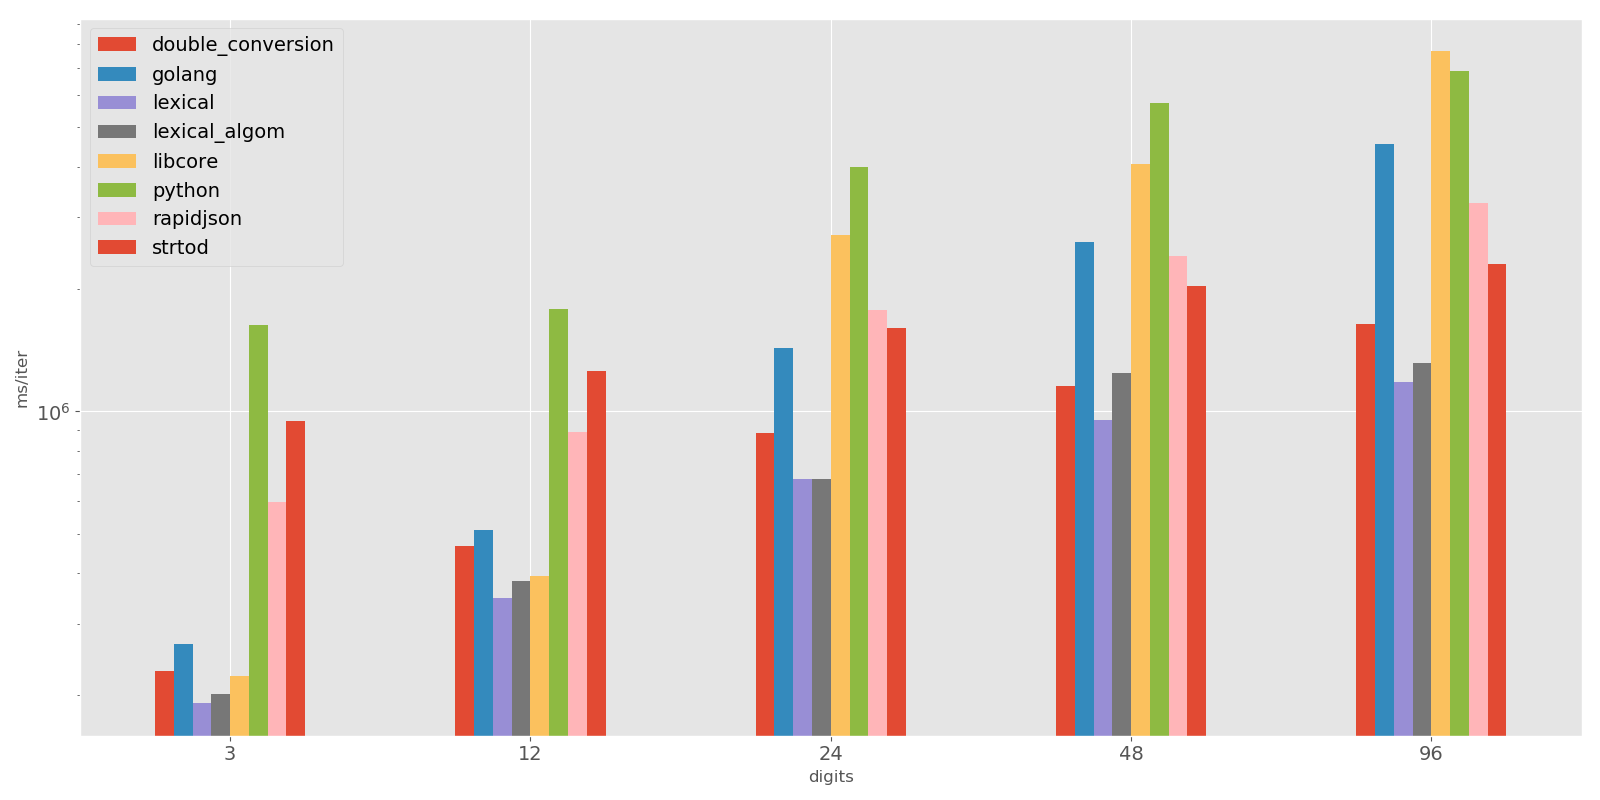 double_conversion
golang
lexical
lexical_algom
libcore
python
rapidjson
strtod
ms/iter
10⁶
3 12 24 48 96
digits